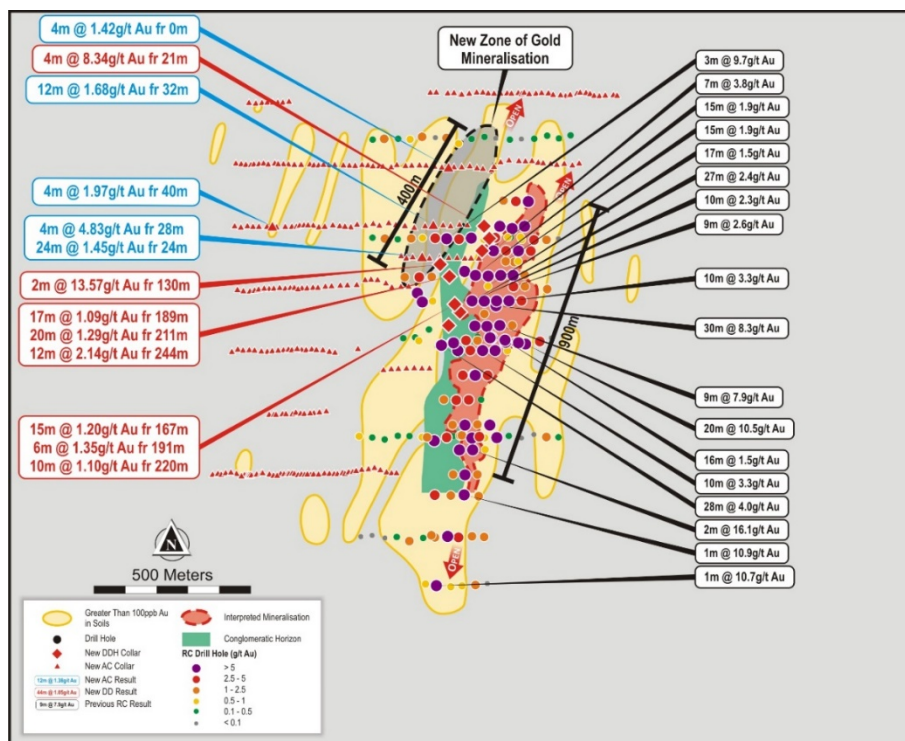 4m @ 1.42g/t Au fr 0m
4m @ 8.34g/t Au fr 21m
12m @ 1.68g/t Au fr 32m
4m @ 1.97g/t Au fr 40m
4m @ 4.83g/t Au fr 28m
24m @ 1.45g/t Au fr 24m
2m @ 13.57g/t Au fr 130m
17m @ 1.09g/t Au fr 189m
20m @ 1.29g/t Au fr 211m
12m @ 2.14g/t Au fr 244m
15m @ 1.20g/t Au fr 167m
6m @ 1.35g/t Au fr 191m
10m @ 1.10g/t Au fr 220m
New Zone of Gold
Mineralisation
OPEN
OPEN
400m
900m
OPEN
3m @ 9.7g/t Au
7m @ 3.8g/t Au
15m @ 1.9g/t Au
15m @ 1.9g/t Au
17m @ 1.5g/t Au
27m @ 2.4g/t Au
10m @ 2.3g/t Au
9m @ 2.6g/t Au
10m @ 3.3g/t Au
30m @ 8.3g/t Au
9m @ 7.9g/t Au
20m @ 10.5g/t Au
16m @ 1.5g/t Au
10m @ 3.3g/t Au
28m @ 4.0g/t Au
2m @ 16.1g/t Au
1m @ 10.9g/t Au
1m @ 10.7g/t Au
N
500 Meters
Greater Than 100ppb Au
in Soils
Drill Hole
New DDH Collar
New AC Collar
New AC Result
New DD Result
Previous RC Result
Interpreted Mineralisation
Conglomeratic Horizon
RC Drill Hole (g/t Au)
> 5
2.5 - 5
1 - 2.5
0.5 - 1
0.1 - 0.5
< 0.1